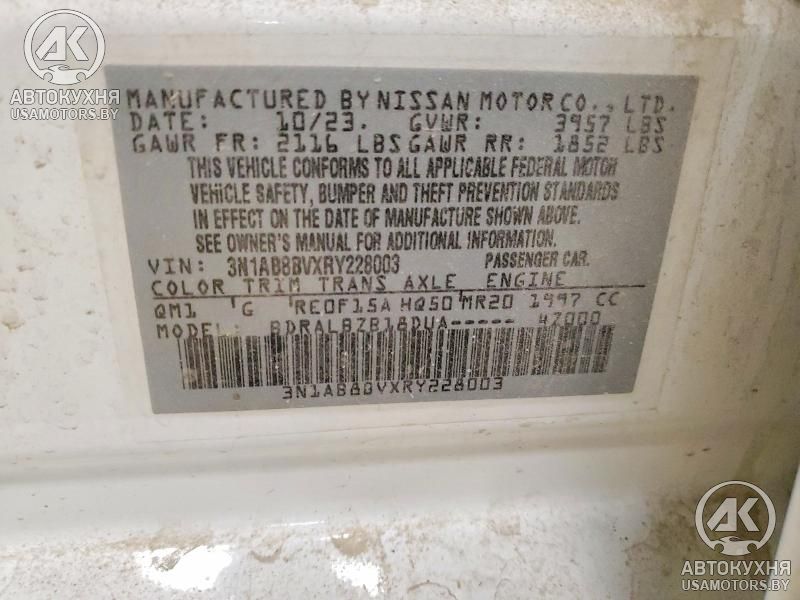 АК
АВТОКУХНЯ
USAMOTORS.BY
MANUFACTURED BY NISSAN MOTOR CO., LTD.
DATE: 10/23. GVWR: 3957 LBS
GAWR FR: 2116 LBS GAWR RR: 1852 LBS
THIS VEHICLE CONFORMS TO ALL APPLICABLE FEDERAL MOTOR
VEHICLE SAFETY, BUMPER AND THEFT PREVENTION STANDARDS
IN EFFECT ON THE DATE OF MANUFACTURE SHOWN ABOVE.
SEE OWNER'S MANUAL FOR ADDITIONAL INFORMATION.
VIN: 3N1AB8BVXRY228003 PASSENGER CAR.
COLOR TRIM TRANS AXLE ENGINE
QM1 'G RE0F15A HQ50 'MR20 1997 CC
MODEL: BDRALBZB18DUA----- 47000
3N1AB8BVXRY228003
АК
АВТОКУХНЯ
USAMOTORS.BY